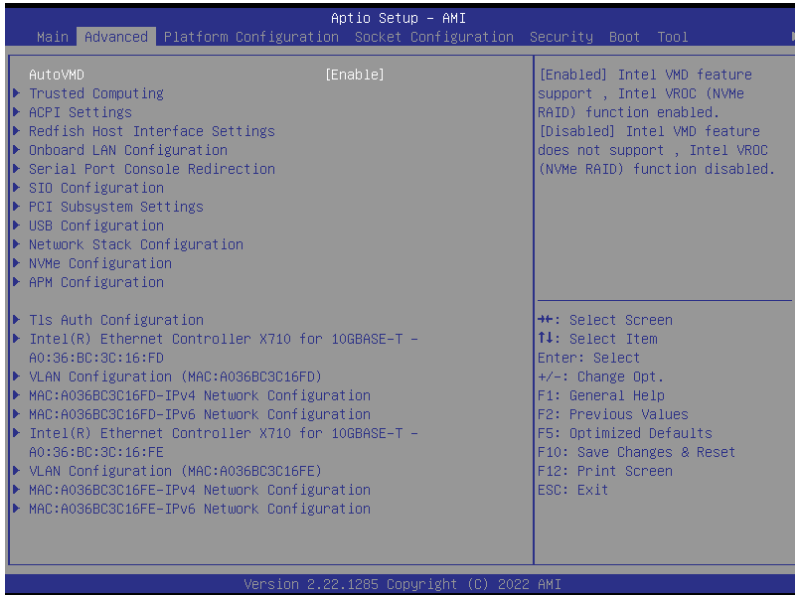 Aptio Setup – AMI
Main Advanced Platform Configuration Socket Configuration Security Boot Tool
AutoVMD [Enable]
Trusted Computing
ACPI Settings
Redfish Host Interface Settings
Onboard LAN Configuration
Serial Port Console Redirection
SIO Configuration
PCI Subsystem Settings
USB Configuration
Network Stack Configuration
NVMe Configuration
APM Configuration
Tls Auth Configuration
Intel(R) Ethernet Controller X710 for 10GBASE-T –
A0:36:BC:3C:16:FD
VLAN Configuration (MAC:A036BC3C16FD)
MAC:A036BC3C16FD-IPv4 Network Configuration
MAC:A036BC3C16FD-IPv6 Network Configuration
Intel(R) Ethernet Controller X710 for 10GBASE-T –
A0:36:BC:3C:16:FE
VLAN Configuration (MAC:A036BC3C16FE)
MAC:A036BC3C16FE-IPv4 Network Configuration
MAC:A036BC3C16FE-IPv6 Network Configuration
[Enabled] Intel VMD feature
support , Intel VROC (NVMe
RAID) function enabled.
[Disabled] Intel VMD feature
does not support , Intel VROC
(NVMe RAID) function disabled.
→←: Select Screen
↑↓: Select Item
Enter: Select
+/-: Change Opt.
F1: General Help
F2: Previous Values
F5: Optimized Defaults
F10: Save Changes & Reset
F12: Print Screen
ESC: Exit
Version 2.22.1285 Copyright (C) 2022 AMI